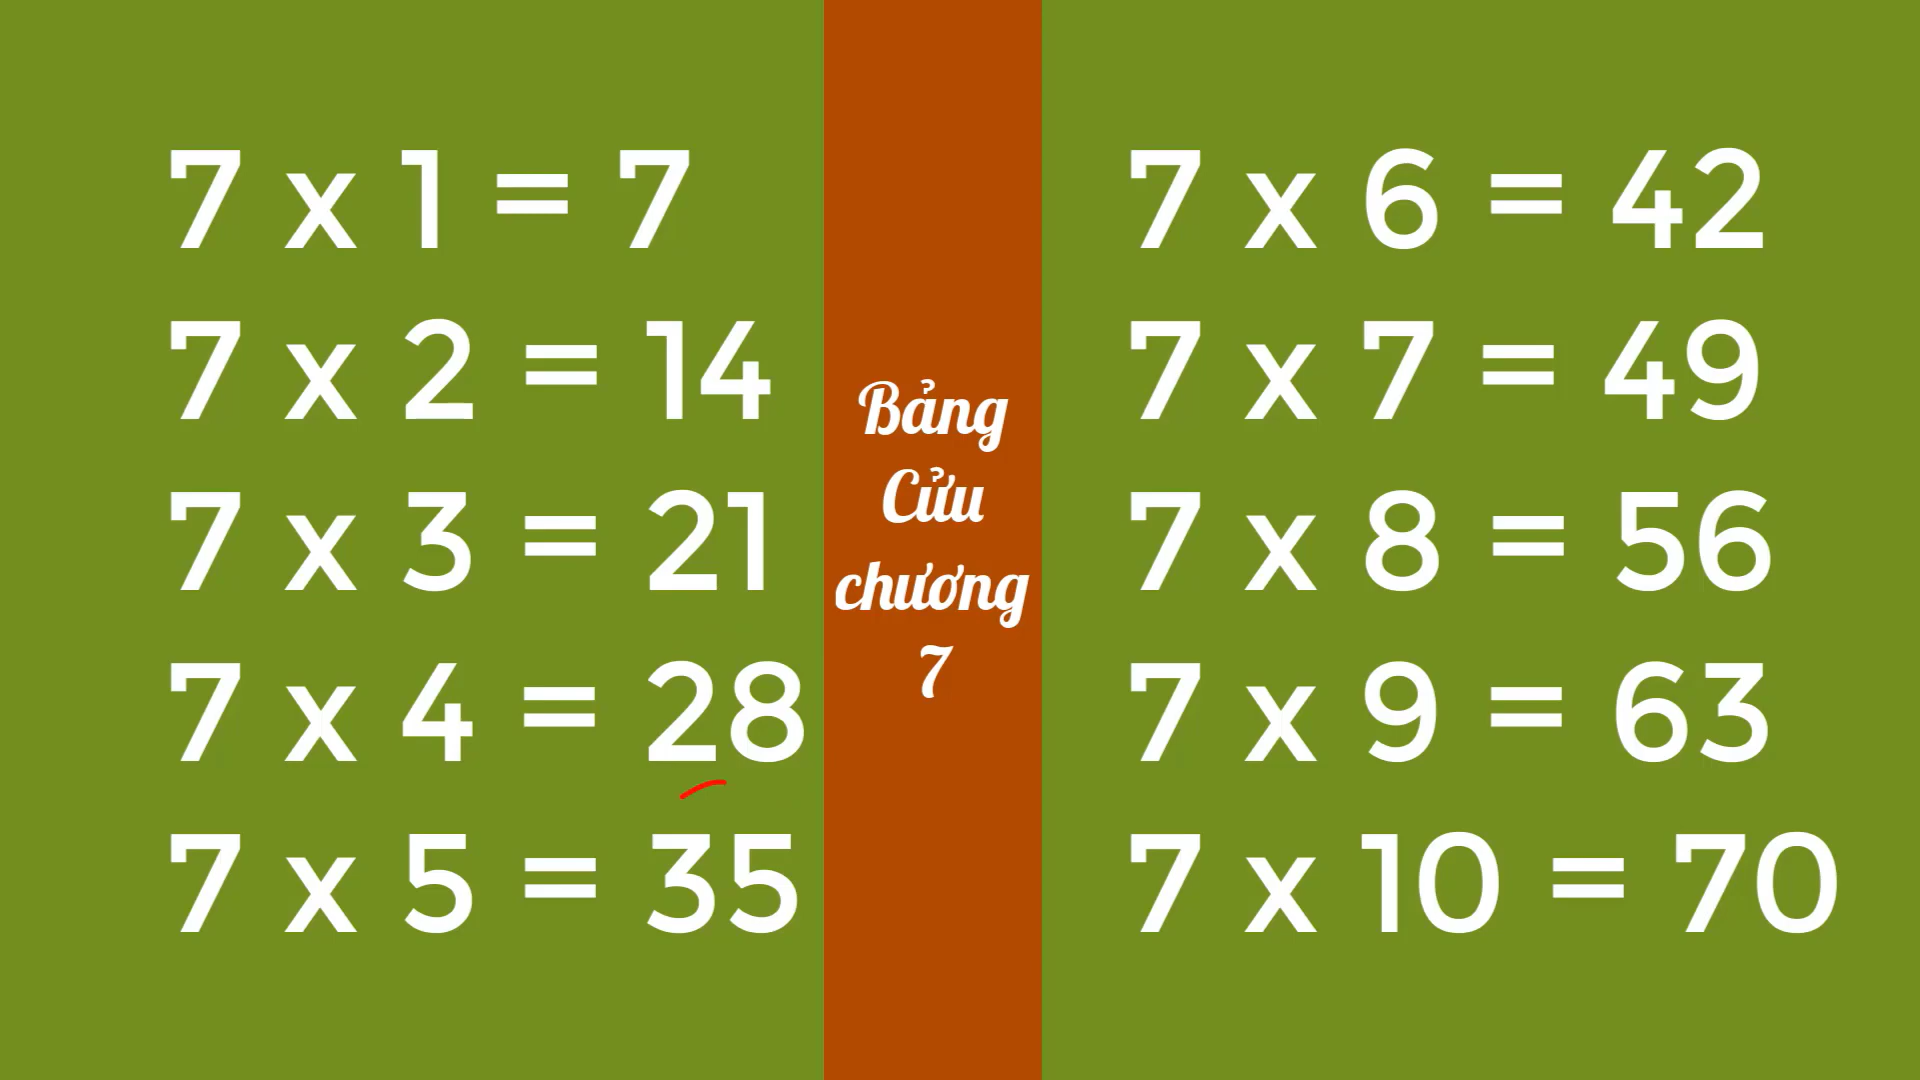 7 x 1 = 7
7 x 2 = 14
7 x 3 = 21
7 x 4 = 28
7 x 5 = 35
Bảng
Cửu
chương
7
7 x 6 = 42
7 x 7 = 49
7 x 8 = 56
7 x 9 = 63
7 x 10 = 70